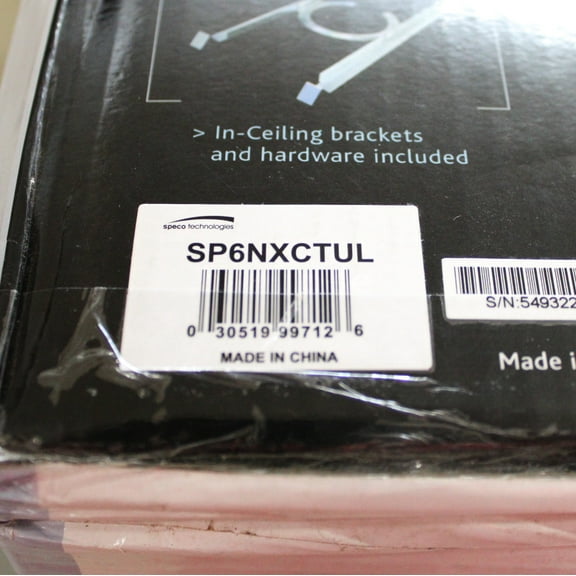 > In-Ceiling brackets
and hardware included
speco technologies
SP6NXCTUL
0 30519 99712 6
MADE IN CHINA
S/N:549322
Made i